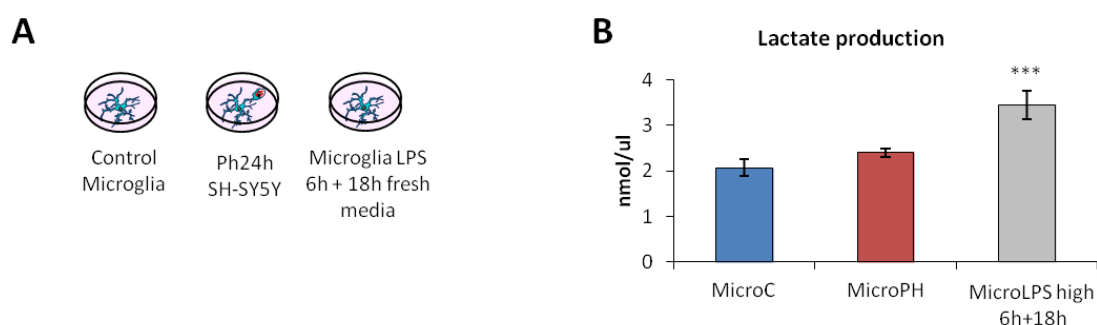 A
Control
Microglia
Ph24h
SH-SY5Y
Microglia LPS
6h + 18h fresh
media
B
Lactate production
nmol/ul
4
3
2
1
0
***
MicroC
MicroPH
MicroLPS high
6h+18h